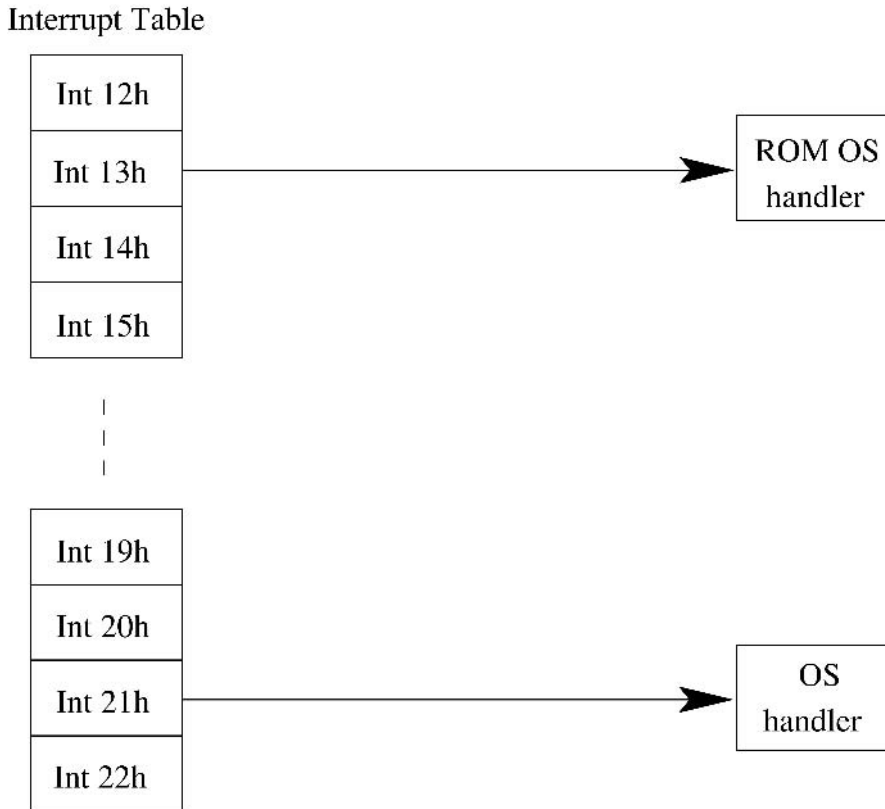 Interrupt Table
Int 12h
Int 13h
Int 14h
Int 15h
ROM OS
handler
Int 19h
Int 20h
Int 21h
Int 22h
OS
handler